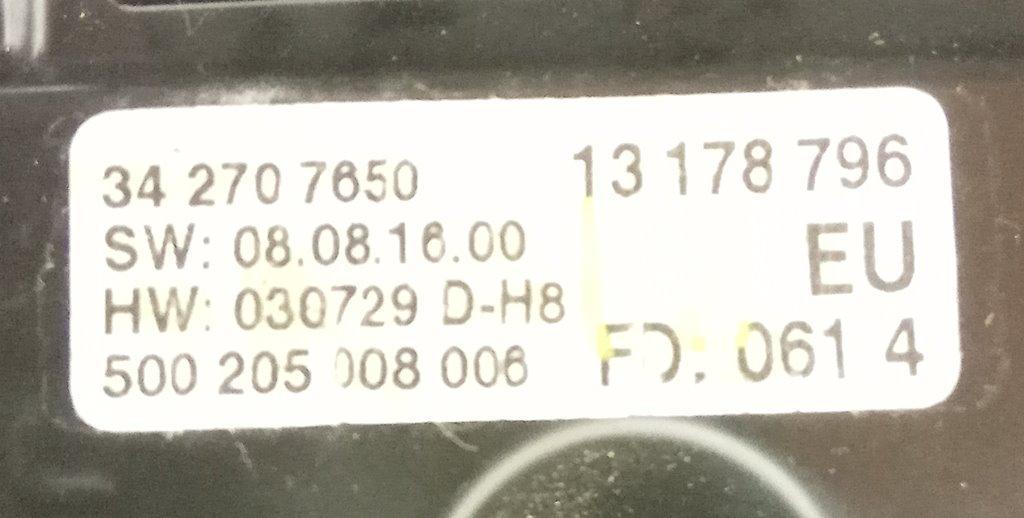 34 270 7650
SW: 08.08.16.00
HW: 030729 D-H8
500 205 008 006
13 178 796
EU
FD: 061 4